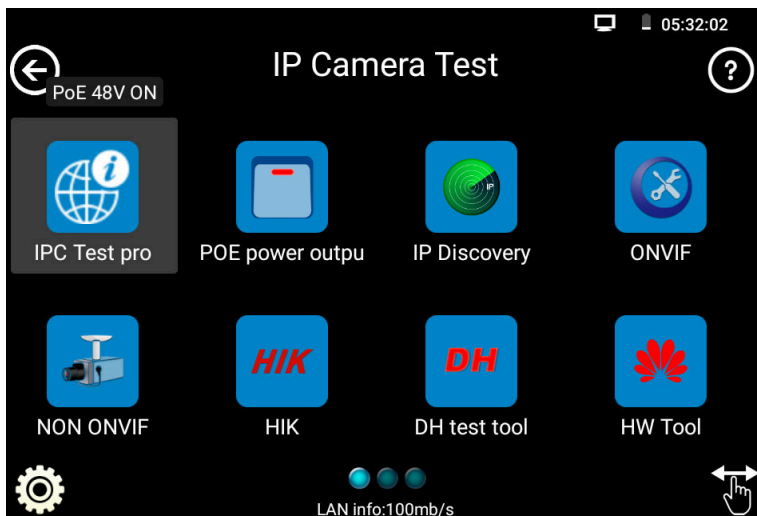 05:32:02
IP Camera Test
?
PoE 48V ON
i
IP
IPC Test pro
POE power outpu
IP Discovery
ONVIF
HIK
DH
NON ONVIF
HIK
DH test tool
HW Tool
LAN info:100mb/s